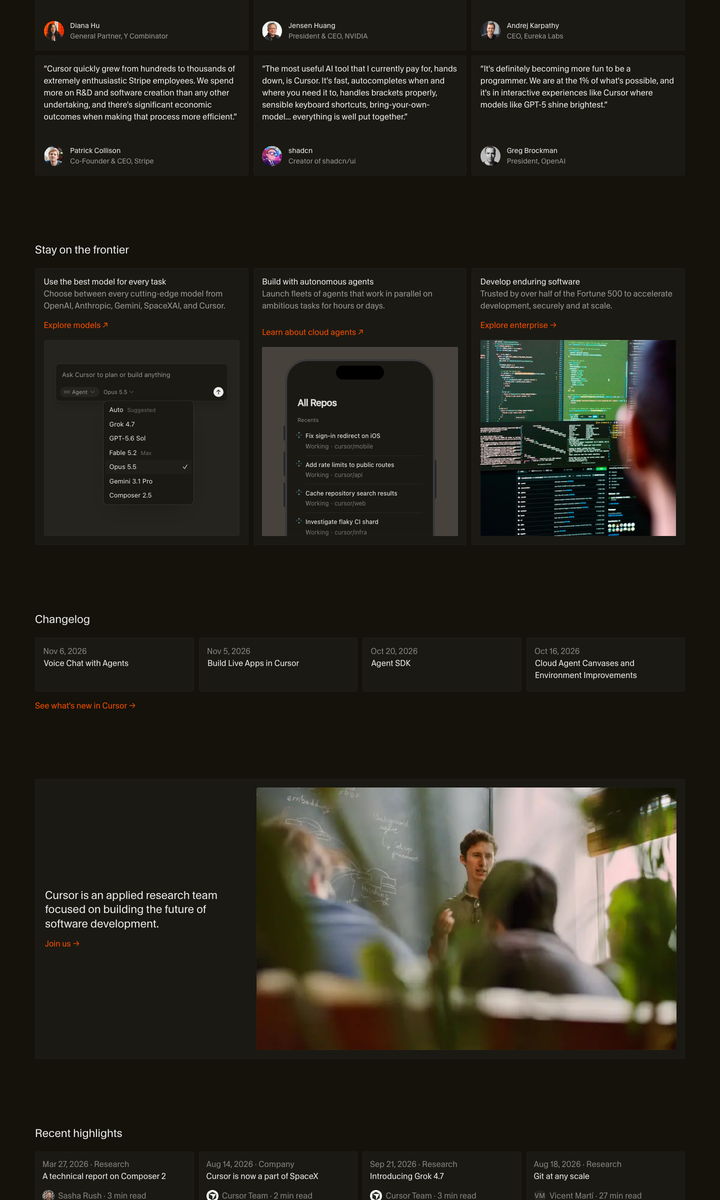 Diana Hu
General Partner, Y Combinator
Jensen Huang
President & CEO, NVIDIA
Andrej Karpathy
CEO, Eureka Labs
“Cursor quickly grew from hundreds to thousands of
extremely enthusiastic Stripe employees. We spend
more on R&D and software creation than any other
undertaking, and there's significant economic
outcomes when making that process more efficient.”
Patrick Collison
Co‑Founder & CEO, Stripe
“The most useful AI tool that I currently pay for, hands
down, is Cursor. It's fast, autocompletes when and
where you need it to, handles brackets properly,
sensible keyboard shortcuts, bring-your-own-
model... everything is well put together.”
shadcn
Creator of shadcn/ui
“It's definitely becoming more fun to be a
programmer. We are at the 1% of what's possible, and
it's in interactive experiences like Cursor where
models like GPT-5 shine brightest.”
Greg Brockman
President, OpenAI
Stay on the frontier
Use the best model for every task
Choose between every cutting-edge model from
OpenAI, Anthropic, Gemini, SpaceXAI, and Cursor.
Explore models ↗
Ask Cursor to plan or build anything
Agent
Opus 5.5
Auto Suggested
Grok 4.7
GPT-5.6 Sol
Fable 5.2 Max
Opus 5.5
Gemini 3.1 Pro
Composer 2.5
Build with autonomous agents
Launch fleets of agents that work in parallel on
ambitious tasks for hours or days.
Learn about cloud agents ↗
All Repos
Recents
Fix sign-in redirect on iOS
Working · cursor/mobile
Add rate limits to public routes
Working · cursor/api
Cache repository search results
Working · cursor/web
Investigate flaky CI shard
Working · cursor/infra
Develop enduring software
Trusted by over half of the Fortune 500 to accelerate
development, securely and at scale.
Explore enterprise →
Changelog
Nov 6, 2026
Voice Chat with Agents
Nov 5, 2026
Build Live Apps in Cursor
Oct 20, 2026
Agent SDK
Oct 16, 2026
Cloud Agent Canvases and
Environment Improvements
See what's new in Cursor →
Cursor is an applied research team
focused on building the future of
software development.
Join us →
Recent highlights
Mar 27, 2026 · Research
A technical report on Composer 2
Sasha Rush · 3 min read
Aug 14, 2026 · Company
Cursor is now a part of SpaceX
Cursor Team · 2 min read
Sep 21, 2026 · Research
Introducing Grok 4.7
Cursor Team · 3 min read
Aug 18, 2026 · Research
Git at any scale
VM Vicent Marti · 27 min read